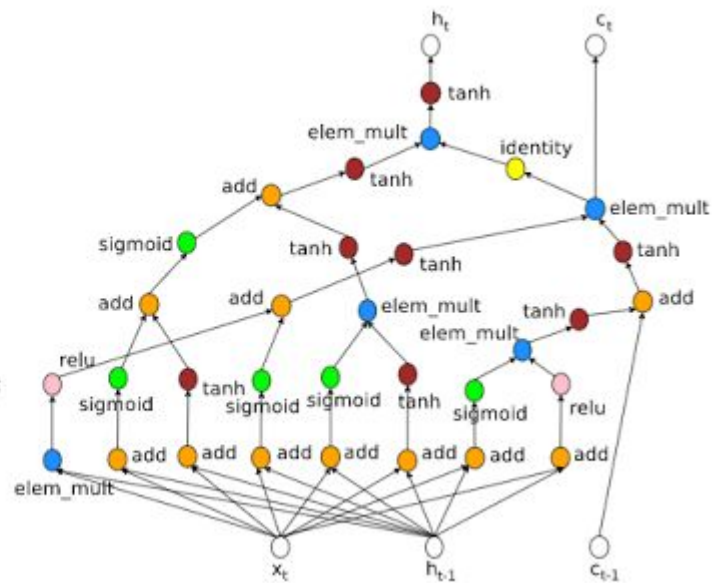 h_t c_t
tanh
elem_mult
identity
tanh
add
elem_mult
sigmoid
tanh
tanh
tanh
add
add
elem_mult
add
tanh
elem_mult
relu
tanh
sigmoid
sigmoid
sigmoid
tanh
sigmoid
relu
add add add add add add add
elem_mult
x_t h_t-1 c_t-1